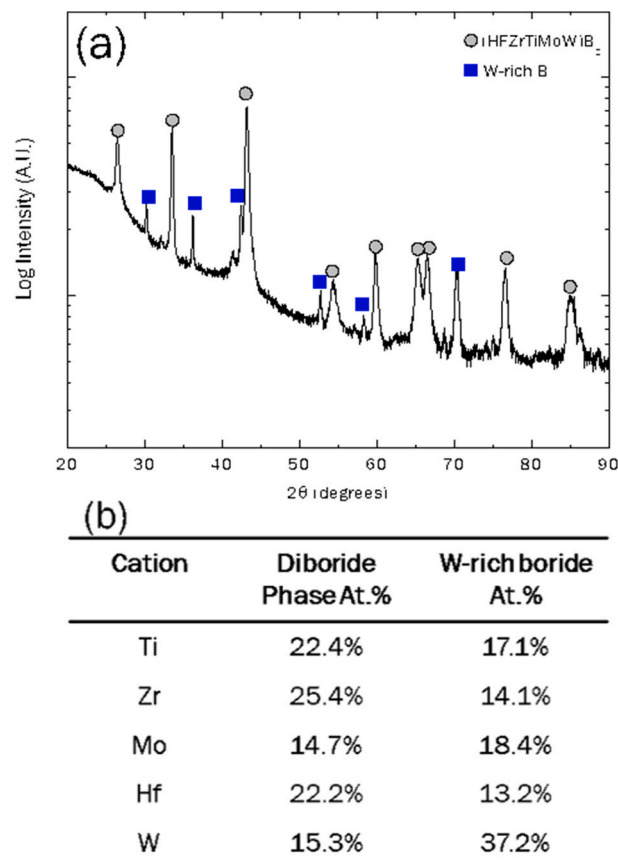 (a)
W-rich B
Log Intensity (A.U.)
20 30 40 50 60 70 80 90
2θ (degrees)
(b)
Cation Diboride Phase At.% W-rich boride At.%
Ti 22.4% 17.1%
Zr 25.4% 14.1%
Mo 14.7% 18.4%
Hf 22.2% 13.2%
W 15.3% 37.2%